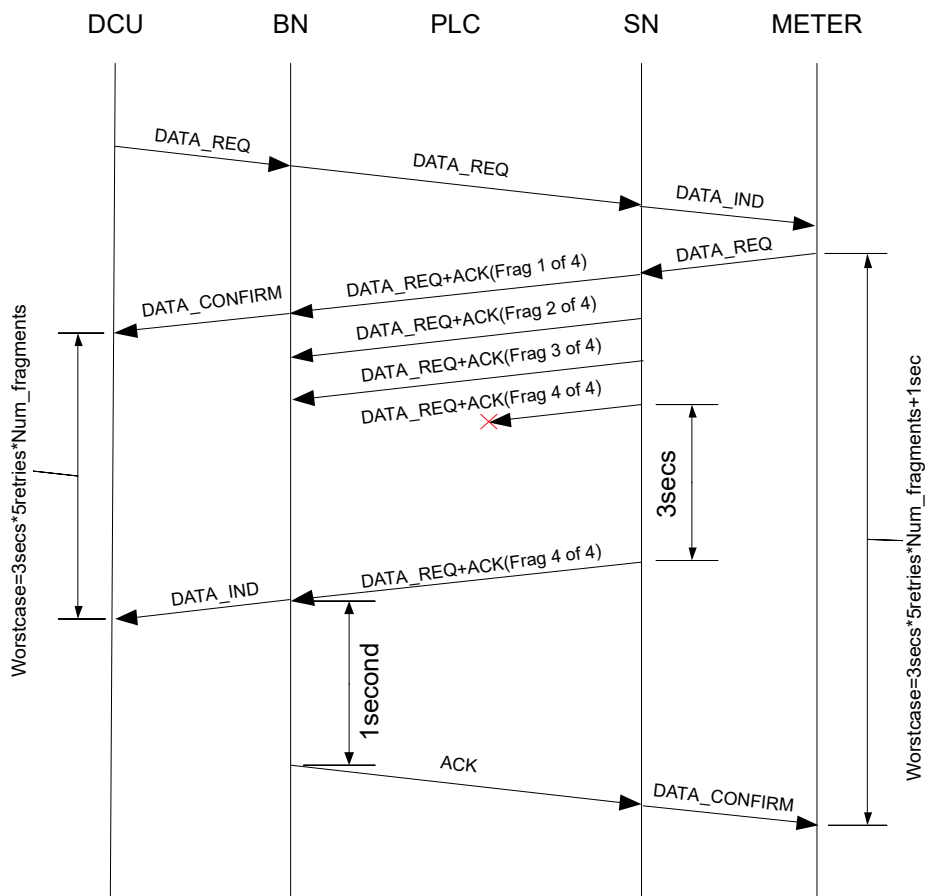 DCU
BN
PLC
SN
METER
DATA_REQ
DATA_REQ
DATA_IND
DATA_REQ
DATA_REQ+ACK(Frag 1 of 4)
DATA_CONFIRM
DATA_REQ+ACK(Frag 2 of 4)
DATA_REQ+ACK(Frag 3 of 4)
DATA_REQ+ACK(Frag 4 of 4)
3secs
Worstcase=3secs*5retries*Num_fragments
Worstcase=3secs*5retries*Num_fragments+1sec
DATA_REQ+ACK(Frag 4 of 4)
DATA_IND
1second
ACK
DATA_CONFIRM